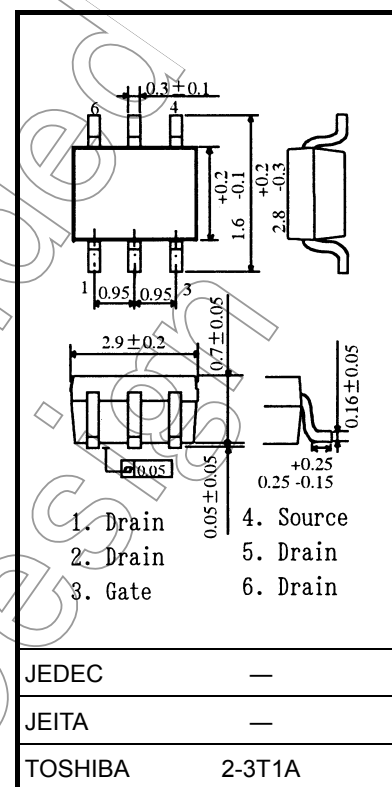 0.3±0.1
6 4
+0.2
1.6 -0.1
+0.2
2.8 -0.3
1 0.95 0.95 3
2.9±0.2
0.7±0.05
0.16±0.05
0.05
0.05±0.05
+0.25
0.25 -0.15
1. Drain
2. Drain
3. Gate
4. Source
5. Drain
6. Drain
JEDEC —
JEITA —
TOSHIBA 2-3T1A